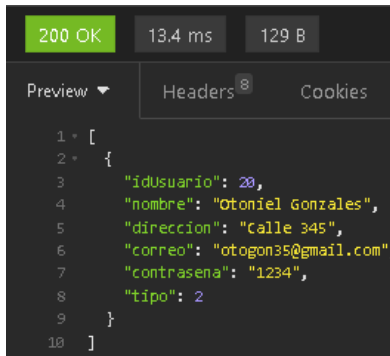 200 OK 13.4 ms 129 B
Preview Headers 8 Cookies
1 [
2 {
3 "idUsuario": 20,
4 "nombre": "Otoniel Gonzales",
5 "direccion": "Calle 345",
6 "correo": "otogon35@gmail.com"
7 "contrasena": "1234",
8 "tipo": 2
9 }
10 ]